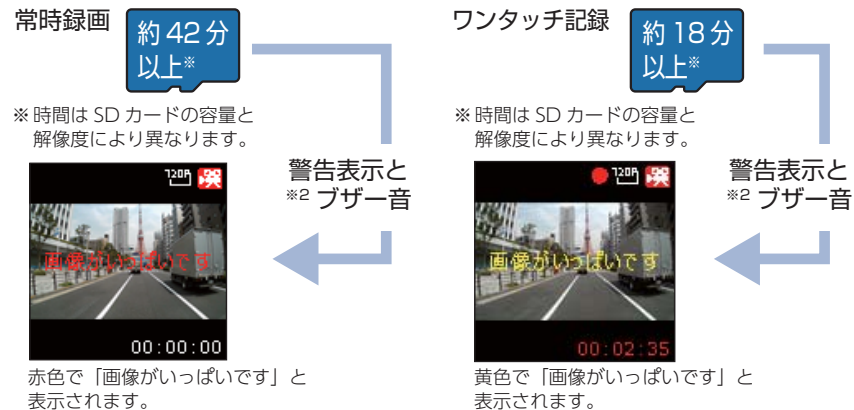 常時録画
約 42 分
以上※
※ 時間は SD カードの容量と
解像度により異なります。
720P
画像がいっぱいです
00:00:00
警告表示と
※2 ブザー音
赤色で「画像がいっぱいです」と
表示されます。
ワンタッチ記録
約 18 分
以上※
※ 時間は SD カードの容量と
解像度により異なります。
720P
画像がいっぱいです
00:02:35
警告表示と
※2 ブザー音
黄色で「画像がいっぱいです」と
表示されます。